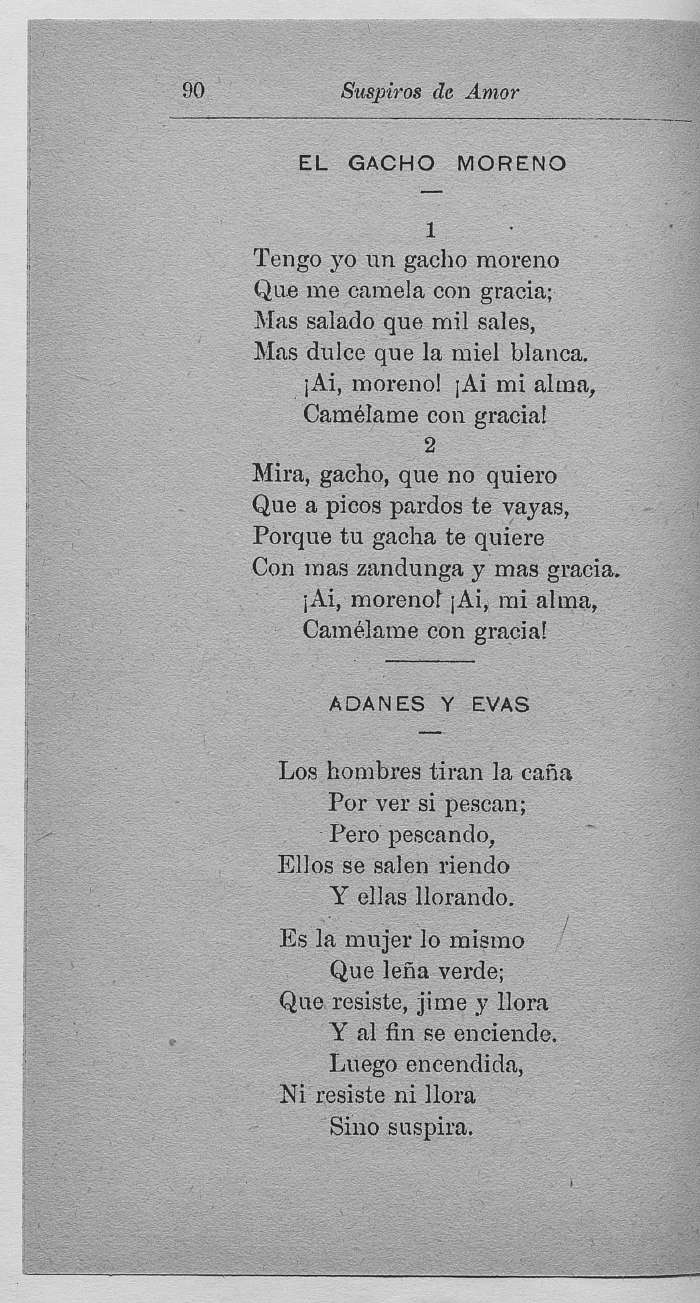 90 Suspiros de Amor
EL GACHO MORENO
1
Tengo yo un gacho moreno
Que me camela con gracia;
Mas salado que mil sales,
Mas dulce que la miel blanca.
¡Ai, moreno! ¡Ai mi alma,
Camélame con gracia!
2
Mira, gacho, que no quiero
Que a picos pardos te vayas,
Porque tu gacha te quiere
Con mas zandunga y mas gracia.
¡Ai, moreno! ¡Ai, mi alma,
Camélame con gracia!
ADANES Y EVAS
Los hombres tiran la caña
Por ver si pescan;
Pero pescando,
Ellos se salen riendo
Y ellas llorando.
Es la mujer lo mismo
Que leña verde;
Que resiste, jime y llora
Y al fin se enciende.
Luego encendida,
Ni resiste ni llora
Sino suspira.